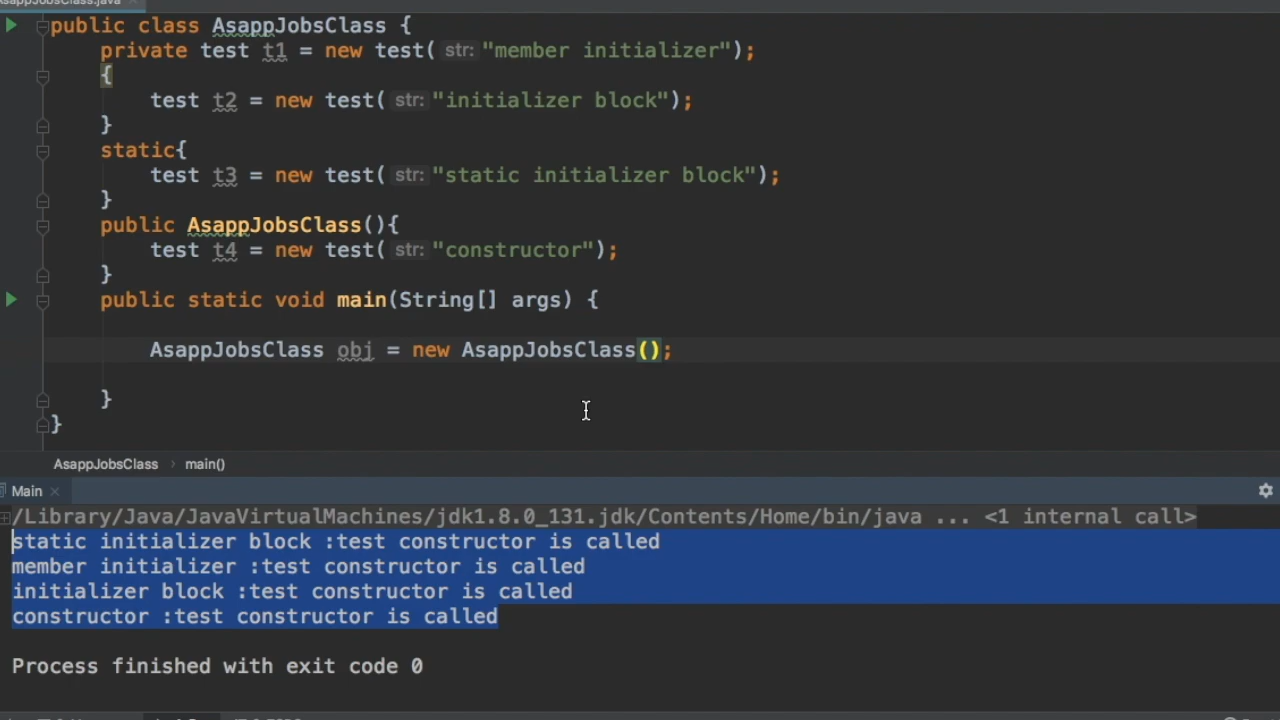 AsappJobsClass.java
public class AsappJobsClass {
private test t1 = new test( str: "member initializer");
{
test t2 = new test( str: "initializer block");
}
static{
test t3 = new test( str: "static initializer block");
}
public AsappJobsClass(){
test t4 = new test( str: "constructor");
}
public static void main(String[] args) {
AsappJobsClass obj = new AsappJobsClass();
}
}
AsappJobsClass › main()
Main ×
/Library/Java/JavaVirtualMachines/jdk1.8.0_131.jdk/Contents/Home/bin/java ... <1 internal call>
static initializer block :test constructor is called
member initializer :test constructor is called
initializer block :test constructor is called
constructor :test constructor is called
Process finished with exit code 0